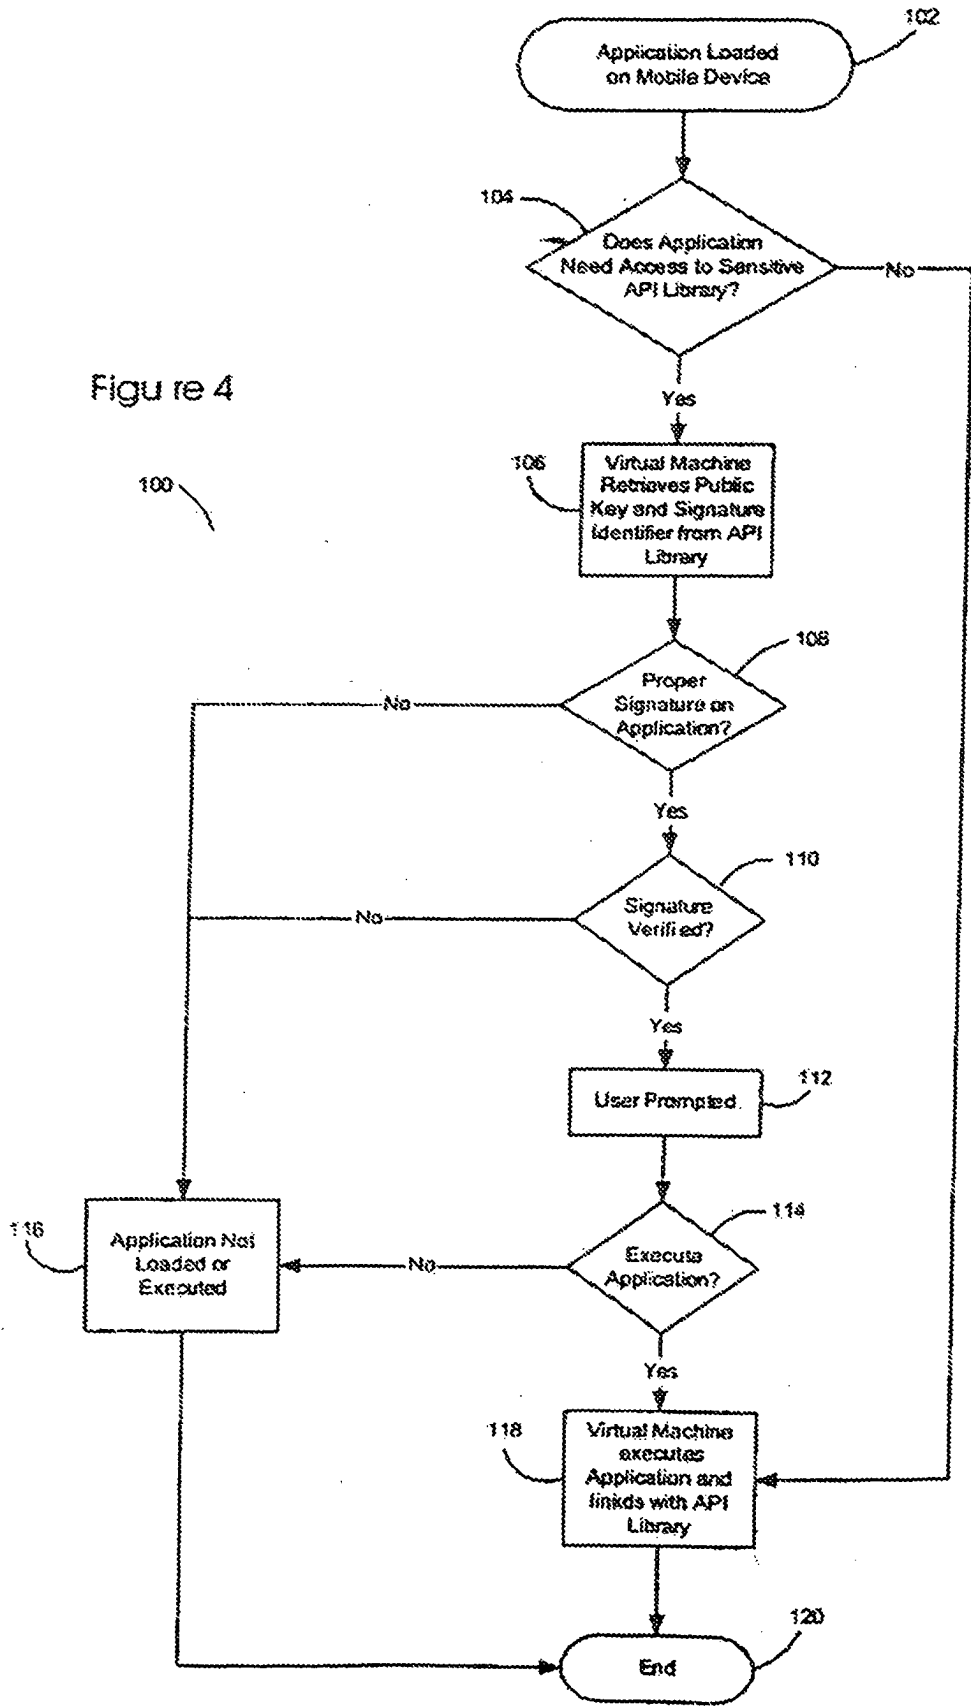 102
Application Loaded
on Mobile Device
104
Does Application
Need Access to Sensitive
API Library?
No
Figure 4
Yes
100
106
Virtual Machine
Retrieves Public
Key and Signature
Identifier from API
Library
108
Proper
Signature on
Application?
No
Yes
110
Signature
Verified?
No
Yes
User Prompted
112
114
116
Application Not
Loaded or
Executed
Execute
Application?
No
Yes
118
Virtual Machine
executes
Application and
linkds with API
Library
120
End